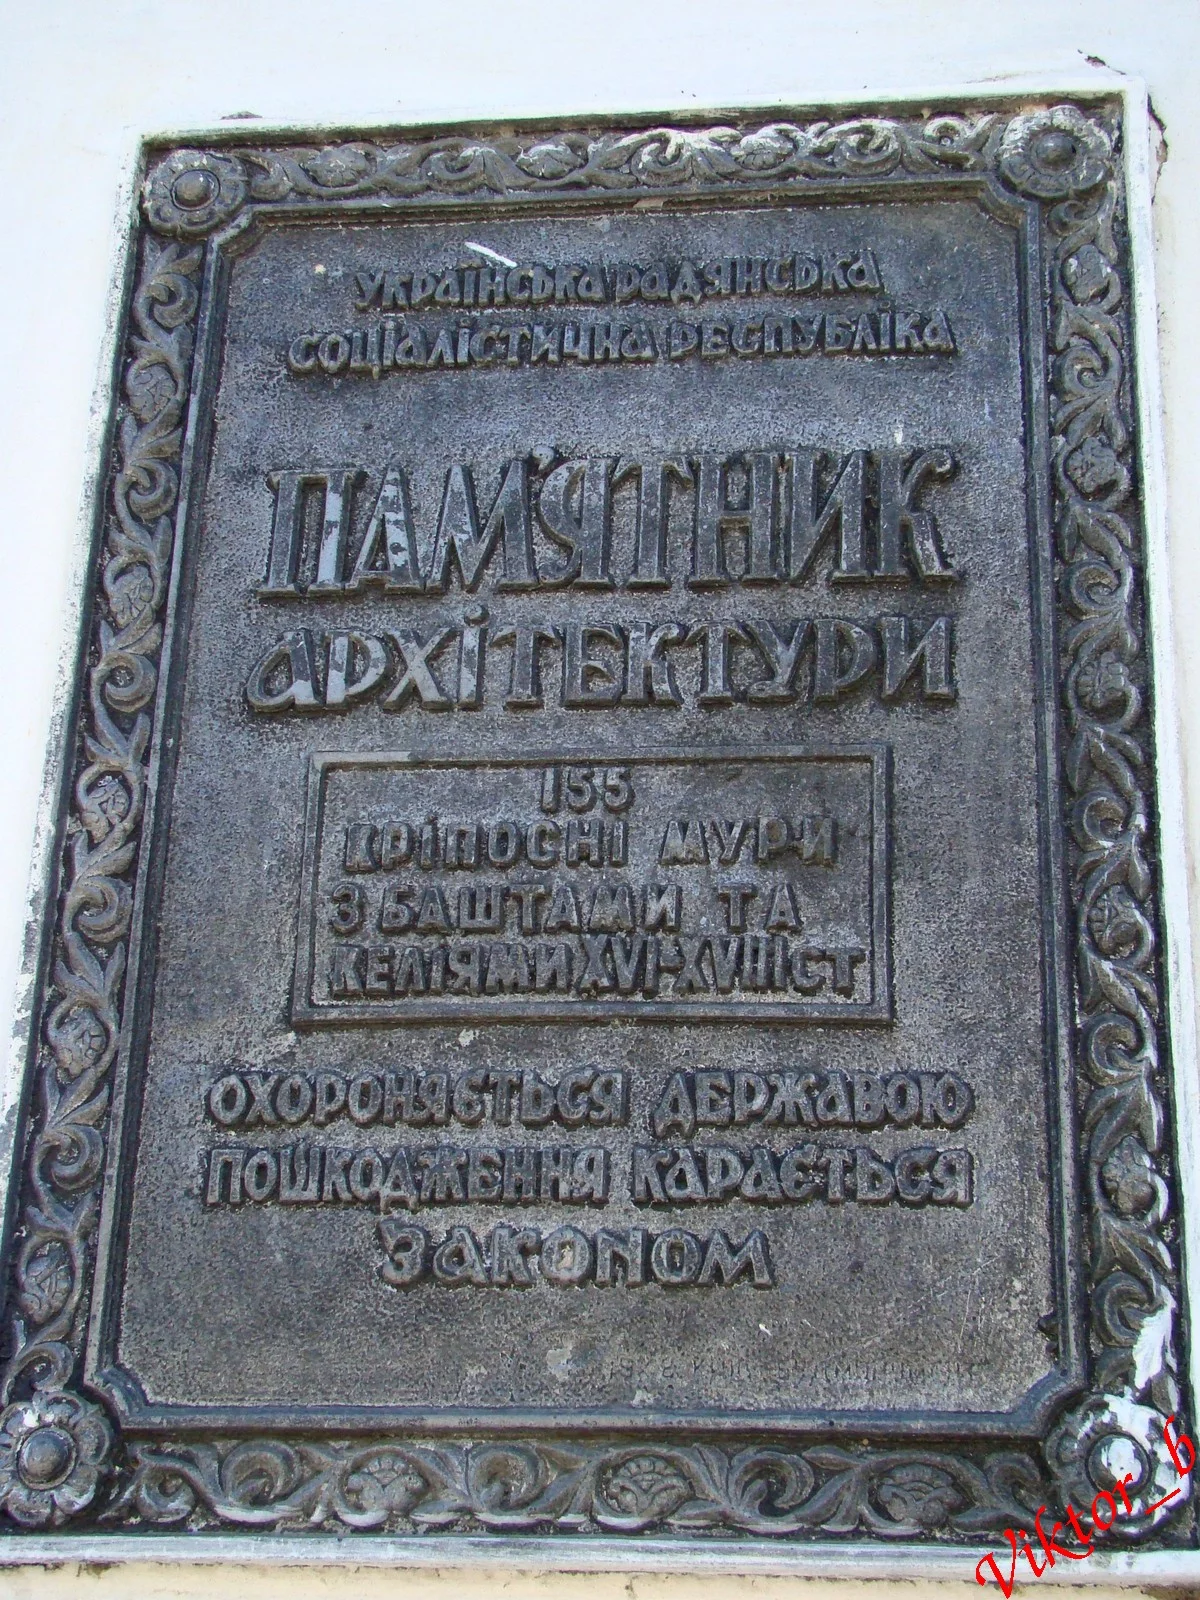 УКРАЇНСЬКА РАДЯНСЬКА
СОЦІАЛІСТИЧНА РЕСПУБЛІКА
ПАМ'ЯТНИК
АРХІТЕКТУРИ
155
КРІПОСНІ МУРИ
З БАШТАМИ ТА
КЕЛІЯМИ XVI-XVIII СТ
ОХОРОНЯЄТЬСЯ ДЕРЖАВОЮ
ПОШКОДЖЕННЯ КАРАЄТЬСЯ
ЗАКОNОМ
Viktor_b